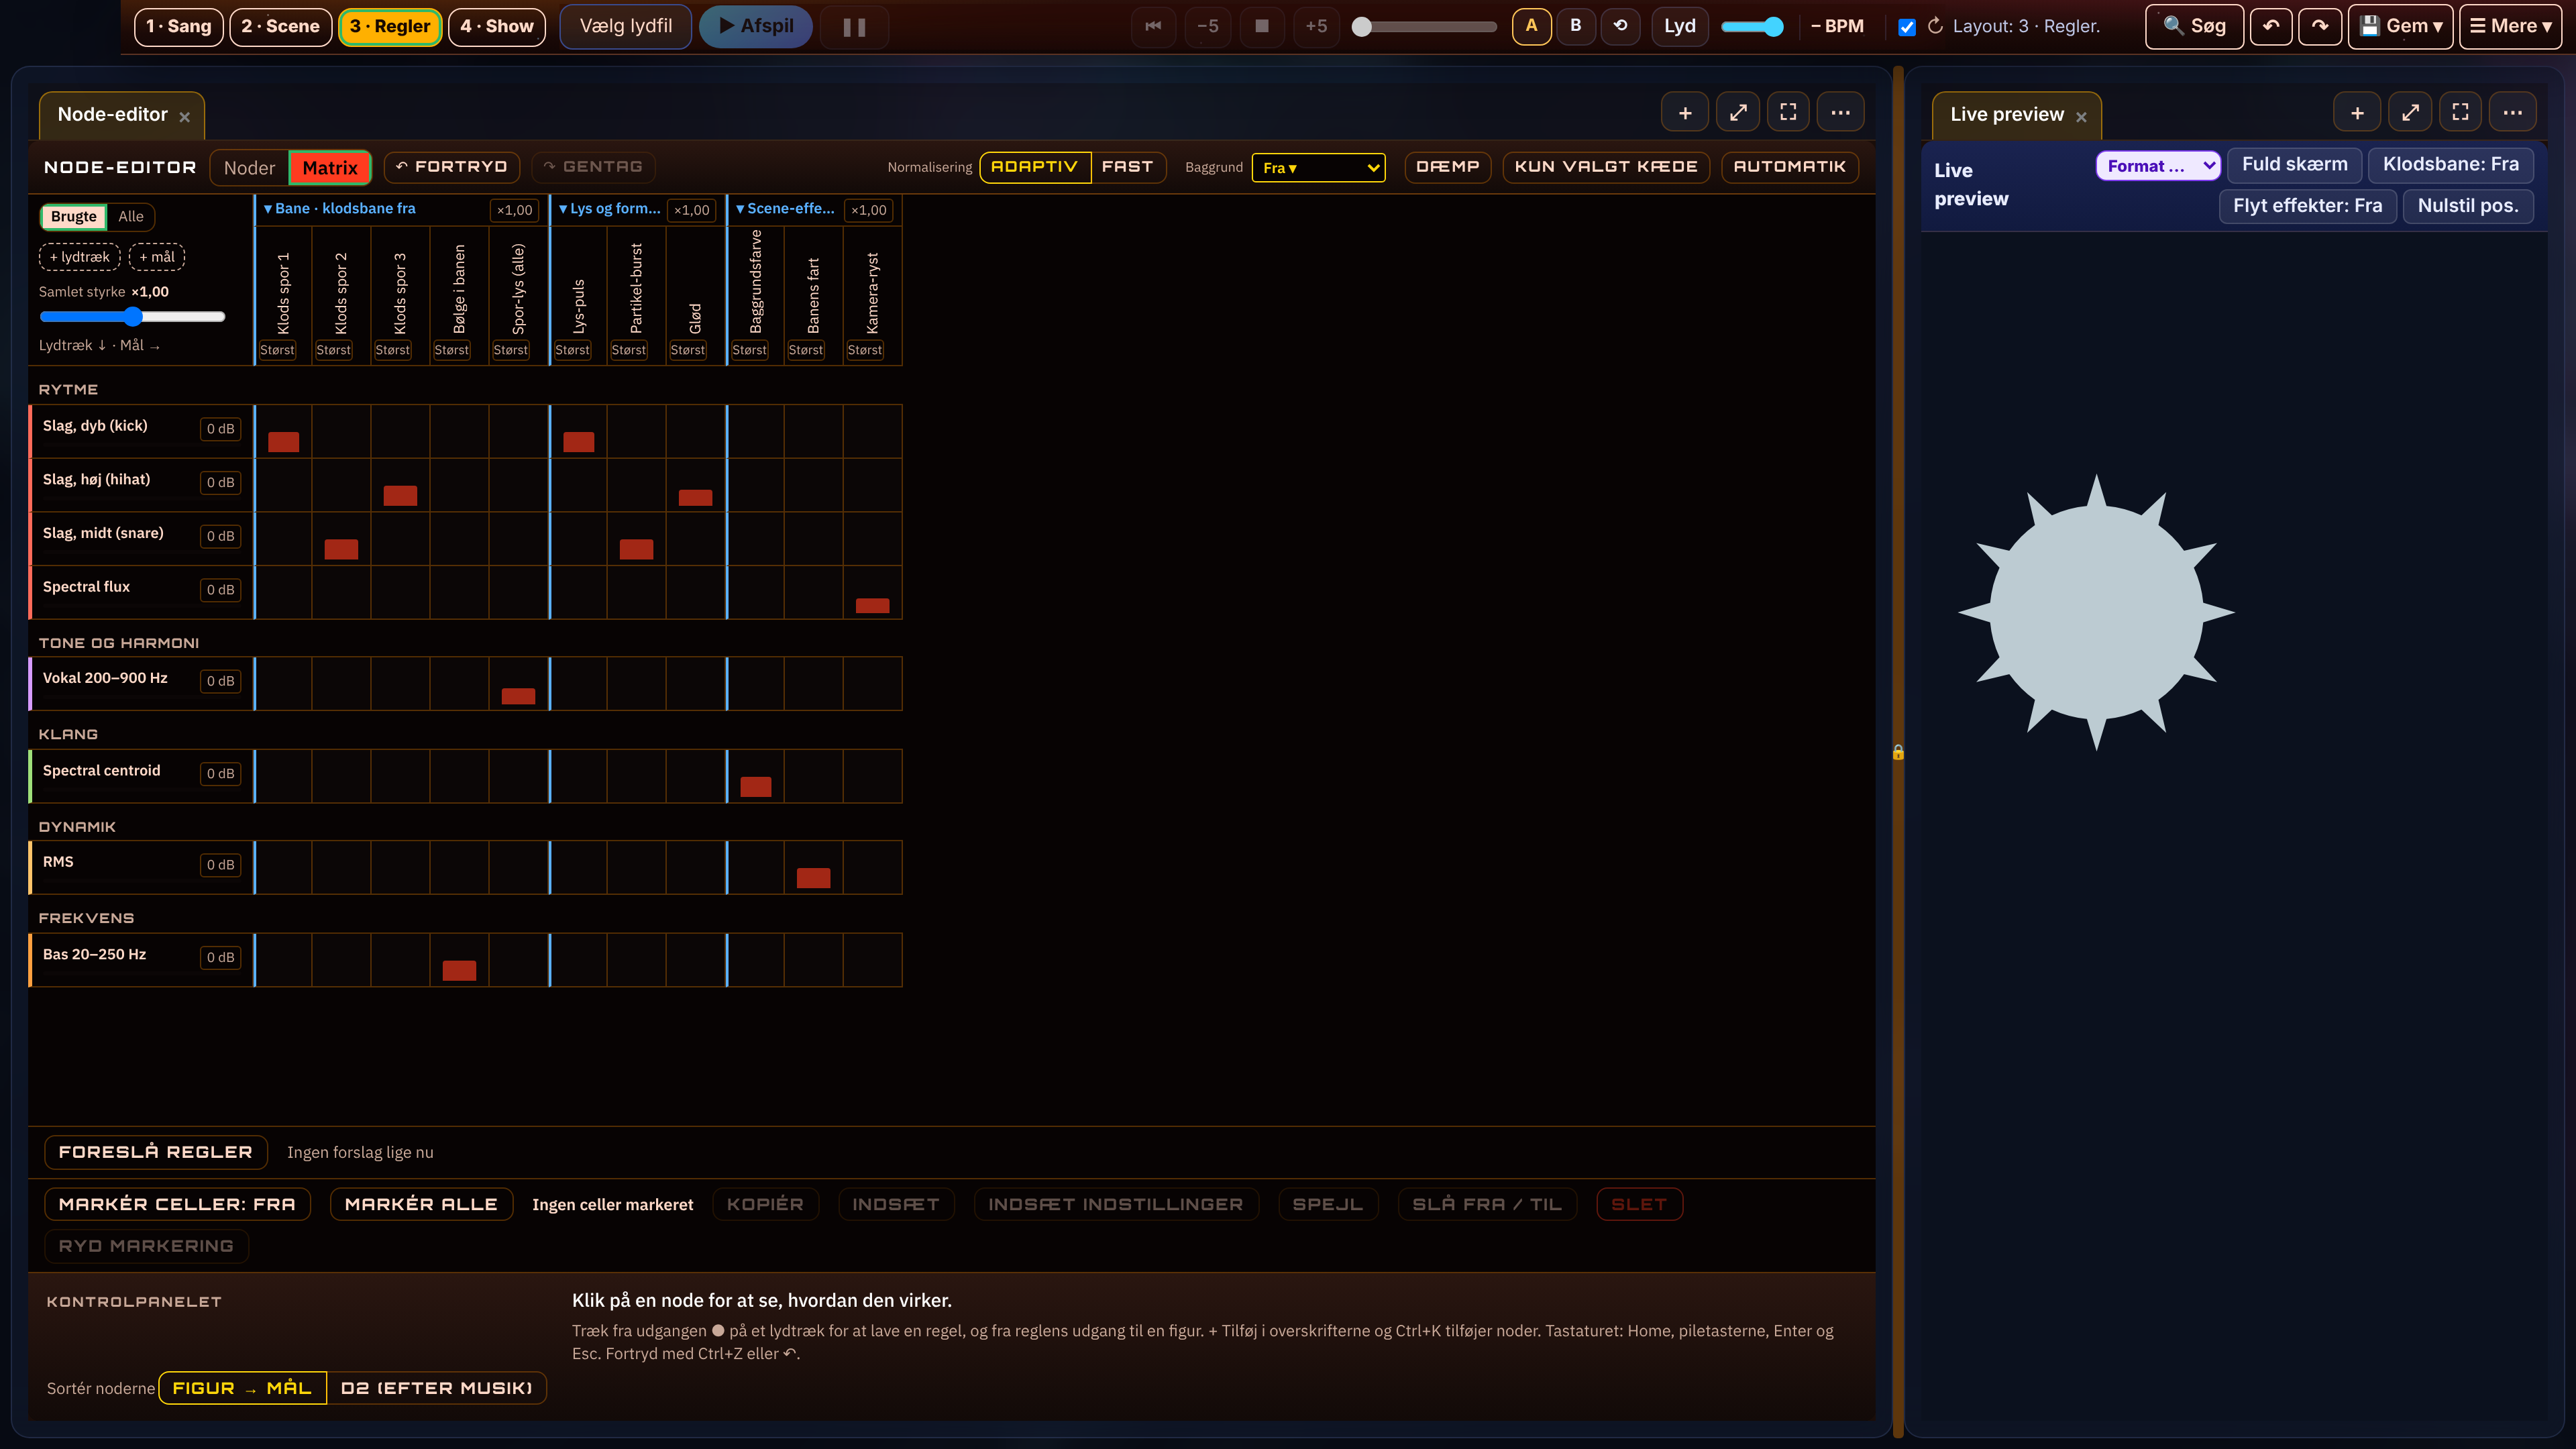 1 · Sang 2 · Scene 3 · Regler 4 · Show Vælg lydfil ▶ Afspil ❚❚ ⏮ −5 ■ +5 A B ⟲ Lyd – BPM ↻ Layout: 3 · Regler. 🔍 Søg ↶ ↷ 💾 Gem ▾ ☰ Mere ▾
Node-editor × + ⤢ ⛶ ⋯
NODE-EDITOR Noder Matrix ↶ FORTRYD ↷ GENTAG Normalisering ADAPTIV FAST Baggrund Fra ▾ DÆMP KUN VALGT KÆDE AUTOMATIK
Brugte Alle
+ lydtræk + mål
Samlet styrke ×1,00
Lydtræk ↓ · Mål →
▾ Bane · klodsbane fra ×1,00 ▾ Lys og form... ×1,00 ▾ Scene-effe... ×1,00
Klods spor 1
Klods spor 2
Klods spor 3
Bølge i banen
Spor-lys (alle)
Lys-puls
Partikel-burst
Glød
Baggrundsfarve
Banens fart
Kamera-ryst
Størst Størst Størst Størst Størst Størst Størst Størst Størst Størst Størst
RYTME
Slag, dyb (kick) 0 dB
Slag, høj (hihat) 0 dB
Slag, midt (snare) 0 dB
Spectral flux 0 dB
TONE OG HARMONI
Vokal 200–900 Hz 0 dB
KLANG
Spectral centroid 0 dB
DYNAMIK
RMS 0 dB
FREKVENS
Bas 20–250 Hz 0 dB
FORESLÅ REGLER Ingen forslag lige nu
MARKÉR CELLER: FRA MARKÉR ALLE Ingen celler markeret KOPIÉR INDSÆT INDSÆT INDSTILLINGER SPEJL SLÅ FRA / TIL SLET
RYD MARKERING
KONTROLPANELET
Klik på en node for at se, hvordan den virker.
Træk fra udgangen ● på et lydtræk for at lave en regel, og fra reglens udgang til en figur. + Tilføj i overskrifterne og Ctrl+K tilføjer noder. Tastaturet: Home, piletasterne, Enter og
Esc. Fortryd med Ctrl+Z eller ↶.
Sortér noderne FIGUR → MÅL D2 (EFTER MUSIK)
Live preview × + ⤢ ⛶ ⋯
Live
preview
Format ... Fuld skærm Klodsbane: Fra
Flyt effekter: Fra Nulstil pos.
🔒